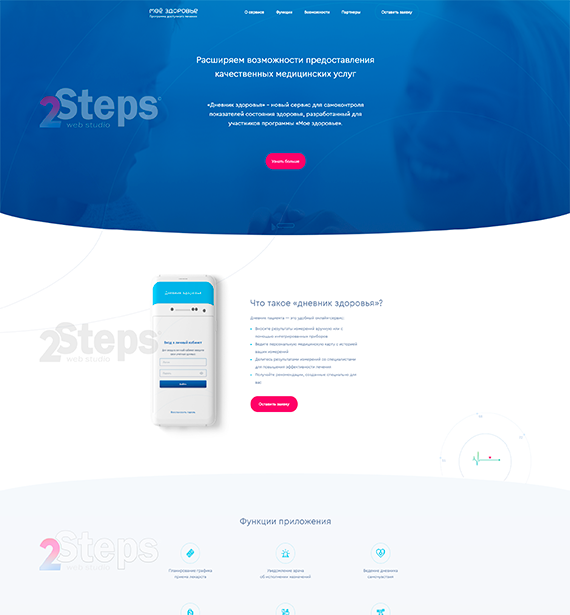 моё здоровье
Программа добровольного лечения
О сервисе
Функции
Возможности
Партнеры
Оставить заявку
Расширяем возможности предоставления
качественных медицинских услуг
2Steps
web studio
«Дневник здоровья» - новый сервис для самоконтроля
показателей состояния здоровья, разработанный для
участников программы «Мое здоровье».
Узнать больше
Дневник здоровья
Вход в личный кабинет
Войти
2Steps
web studio
Что такое «дневник здоровья»?
Дневник пациента — это удобный онлайн-сервис:
Вносите результаты измерений вручную или с
помощью интегрированных приборов
Ведите персональную медицинскую карту с историей
ваших измерений
Делитесь результатами измерений со специалистами
для повышения эффективности лечения
Получайте рекомендации, созданные специально для
вас
Оставить заявку
Функции приложения
2Steps
web studio
Планирование графика
приема лекарств
Уведомление врача
об отклонении значений
Ведение дневника
самочувствия